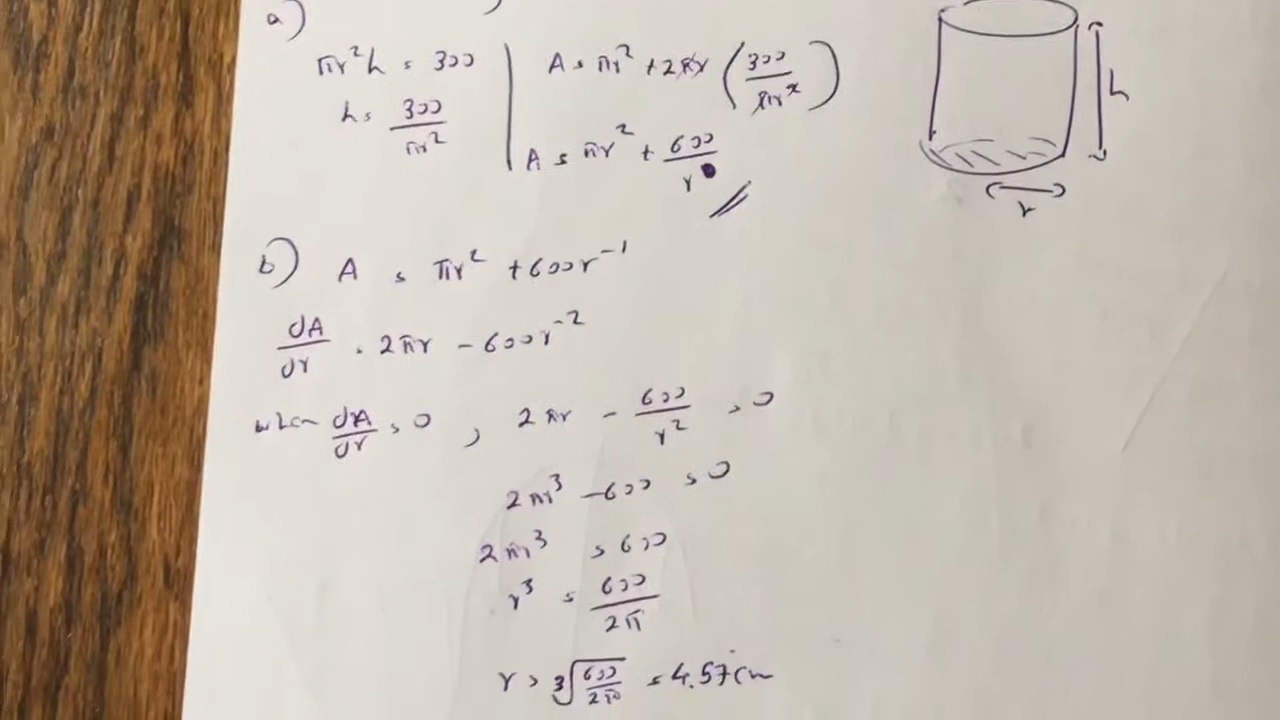 a)
πr²h = 300
h = 300/πr²
A = πr² + 2πr (300/πr²)
A = πr² + 600/r
h
r
b) A = πr² + 600r⁻¹
dA/dr = 2πr - 600r⁻²
when dA/dr = 0 , 2πr - 600/r² = 0
2πr³ - 600 = 0
2πr³ = 600
r³ = 600/2π
r = ³√(600/2π) = 4.57cm